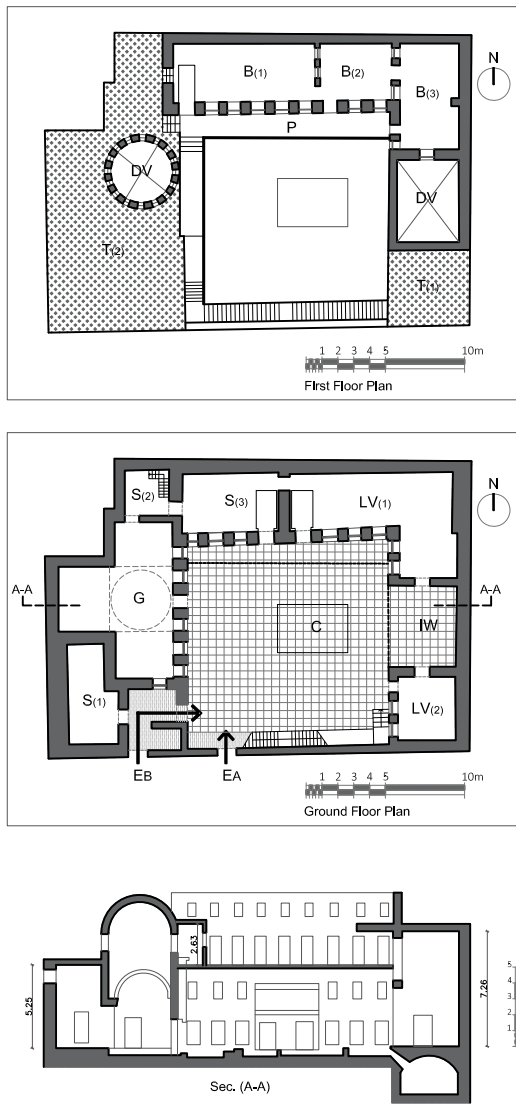 N
B(1)
B(2)
B(3)
P
DV
DV
T(2)
T(1)
1 2 3 4 5 10m
FIrst Floor Plan
N
S(2)
S(3)
LV(1)
A-A
A-A
G
C
IW
S(1)
LV(2)
EB
EA
1 2 3 4 5 10m
Ground Floor Plan
2.63
5.25
7.26
5
4
3
2
1
0
Sec. (A-A)